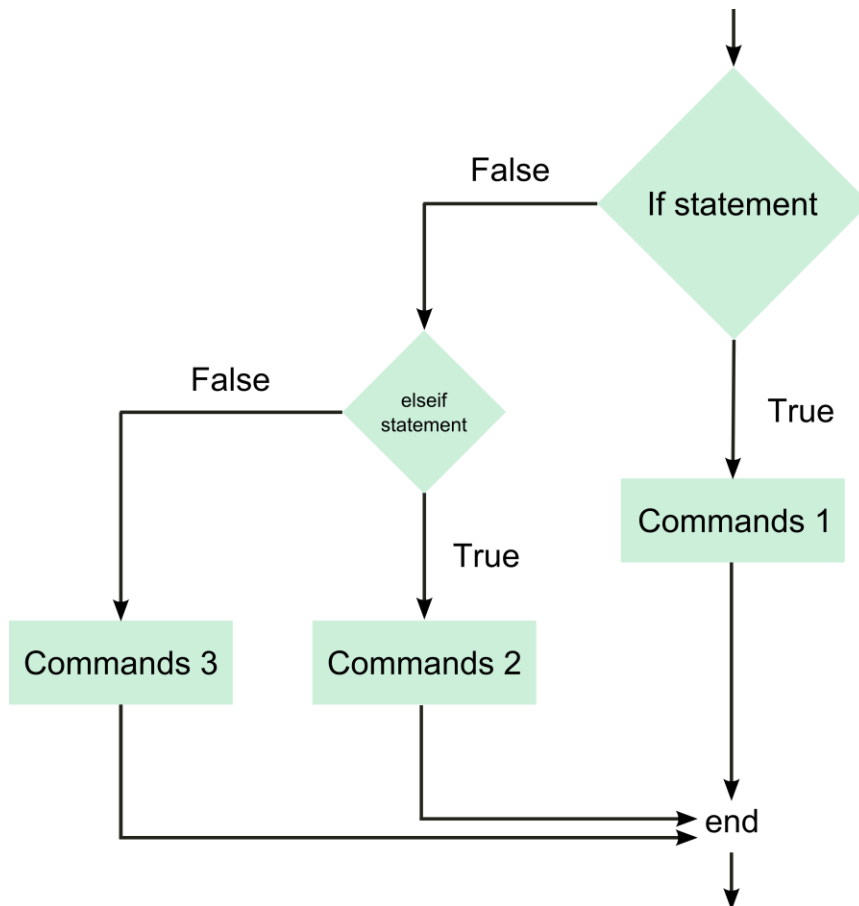 False
If statement
False
elseif
statement
True
Commands 1
True
Commands 3
Commands 2
end